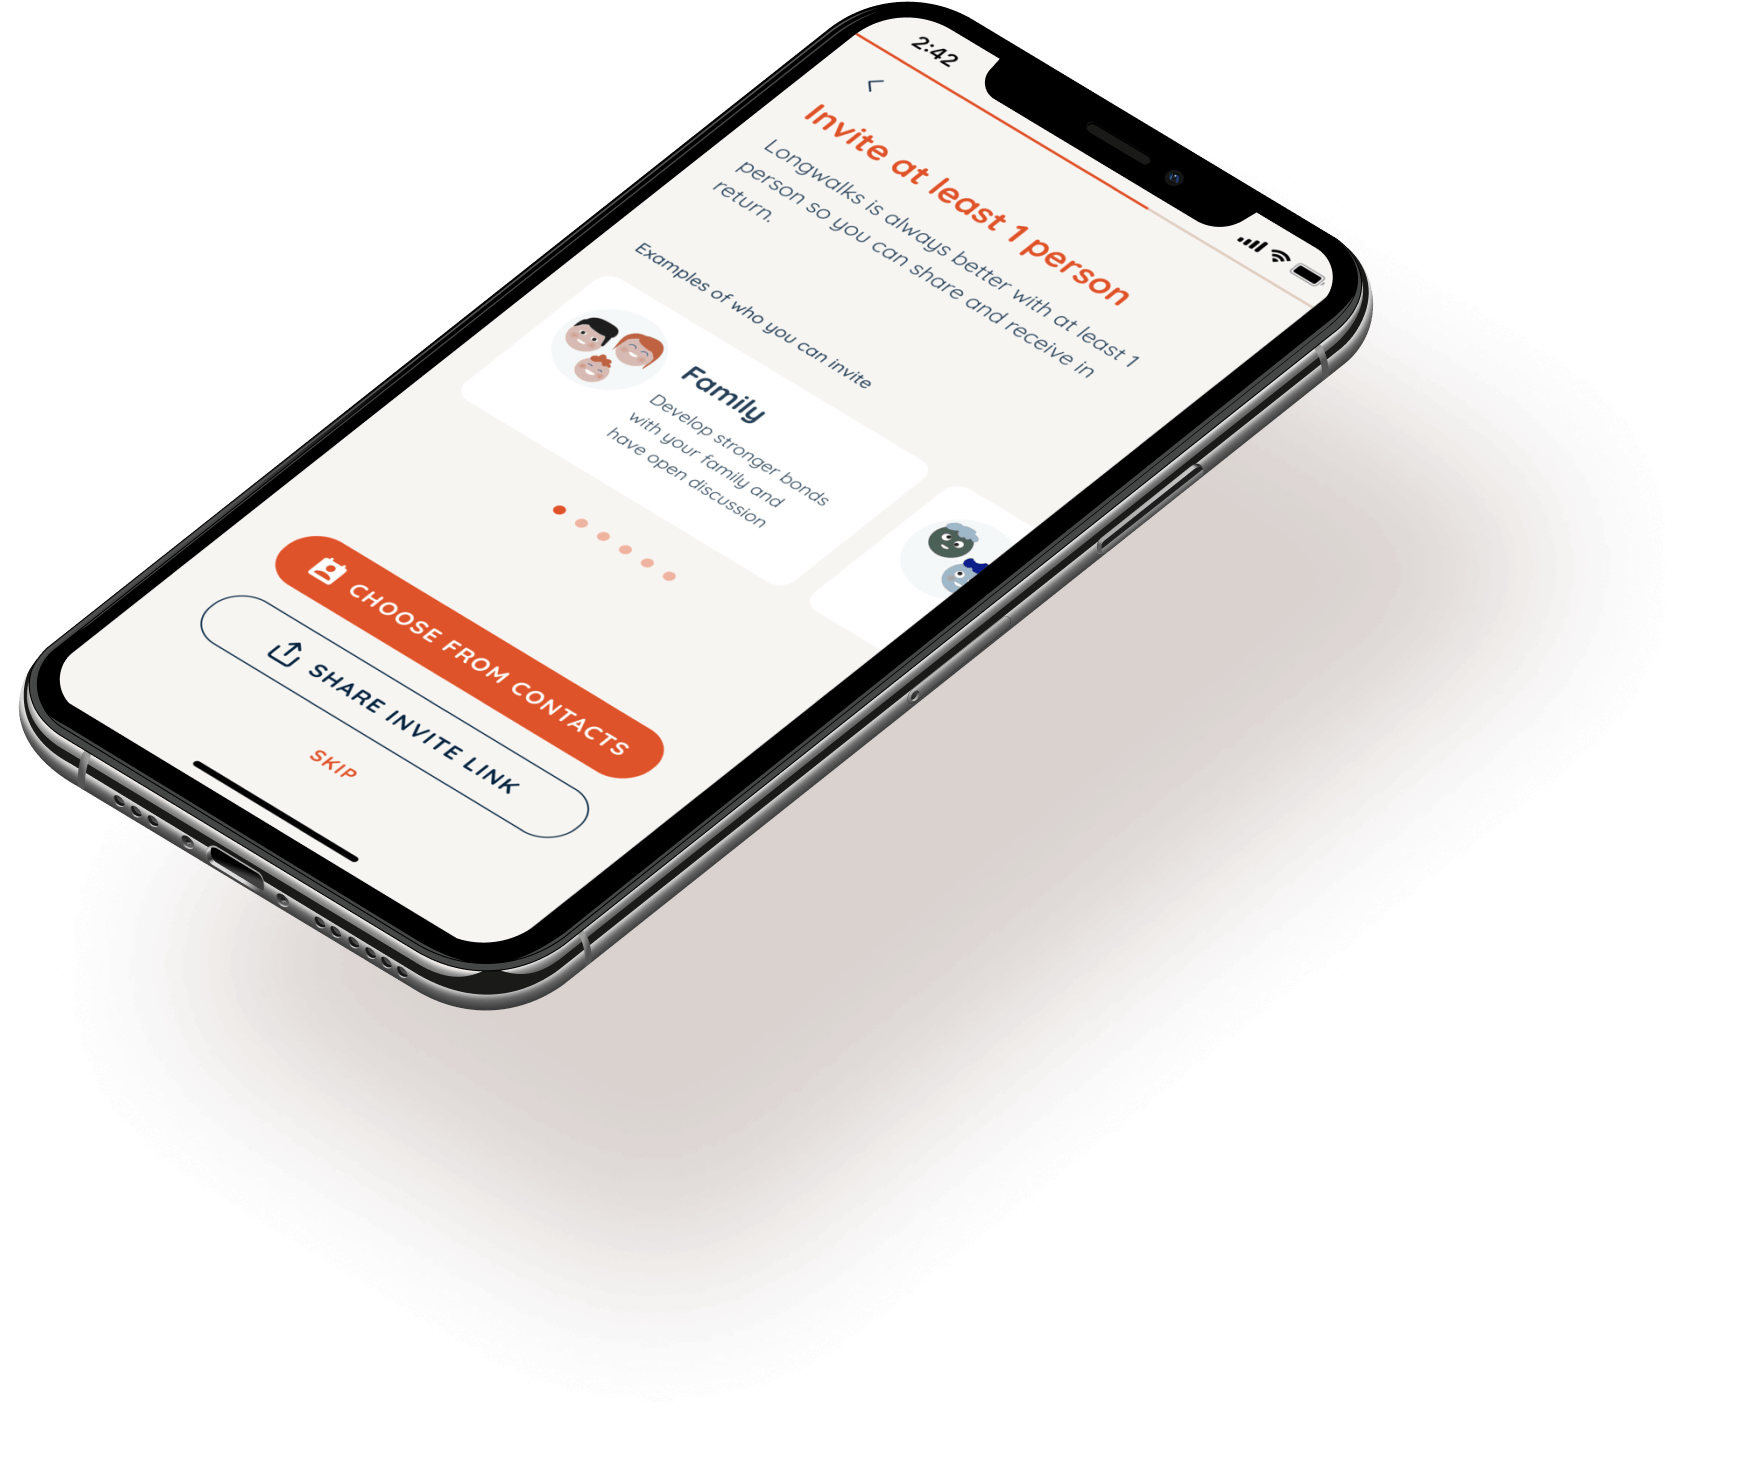 2:42
Invite at least 1 person
Longwalks is always better with at least 1
person so you can share and receive in
return.
Examples of who you can invite
Family
Develop stronger bonds
with your family and
have open discussion
CHOOSE FROM CONTACTS
SHARE INVITE LINK
SKIP